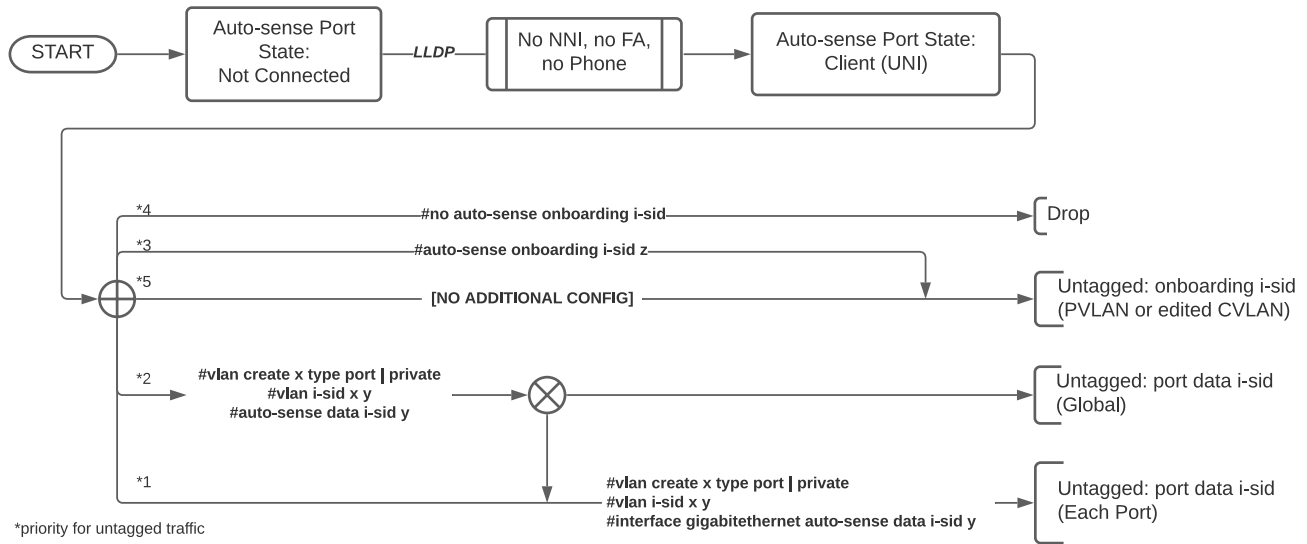 START
Auto-sense Port
State:
Not Connected
LLDP
No NNI, no FA,
no Phone
Auto-sense Port State:
Client (UNI)
*4
#no auto-sense onboarding i-sid
Drop
*3
#auto-sense onboarding i-sid z
*5
[NO ADDITIONAL CONFIG]
Untagged: onboarding i-sid
(PVLAN or edited CVLAN)
*2
#vlan create x type port | private
#vlan i-sid x y
#auto-sense data i-sid y
Untagged: port data i-sid
(Global)
*1
#vlan create x type port | private
#vlan i-sid x y
#interface gigabitethernet auto-sense data i-sid y
Untagged: port data i-sid
(Each Port)
*priority for untagged traffic